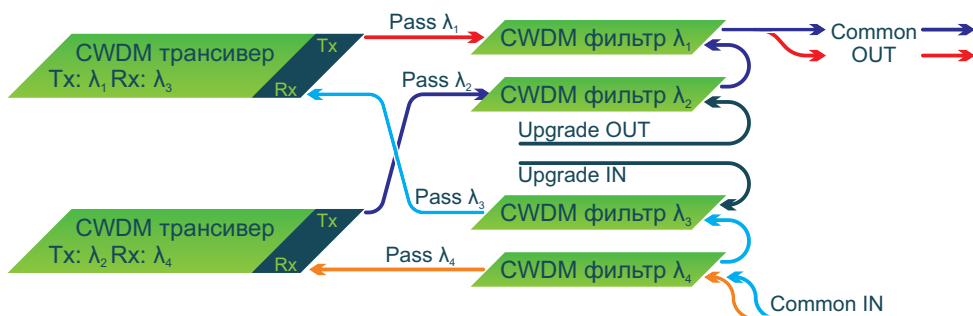 Pass λ₁
CWDM трансивер
Tx
Tx: λ₁ Rx: λ₃
Rx
CWDM фильтр λ₁
Common
OUT
Pass λ₂
CWDM фильтр λ₂
Upgrade OUT
Upgrade IN
Pass λ₃
CWDM фильтр λ₃
CWDM трансивер
Tx
Tx: λ₂ Rx: λ₄
Rx
Pass λ₄
CWDM фильтр λ₄
Common IN